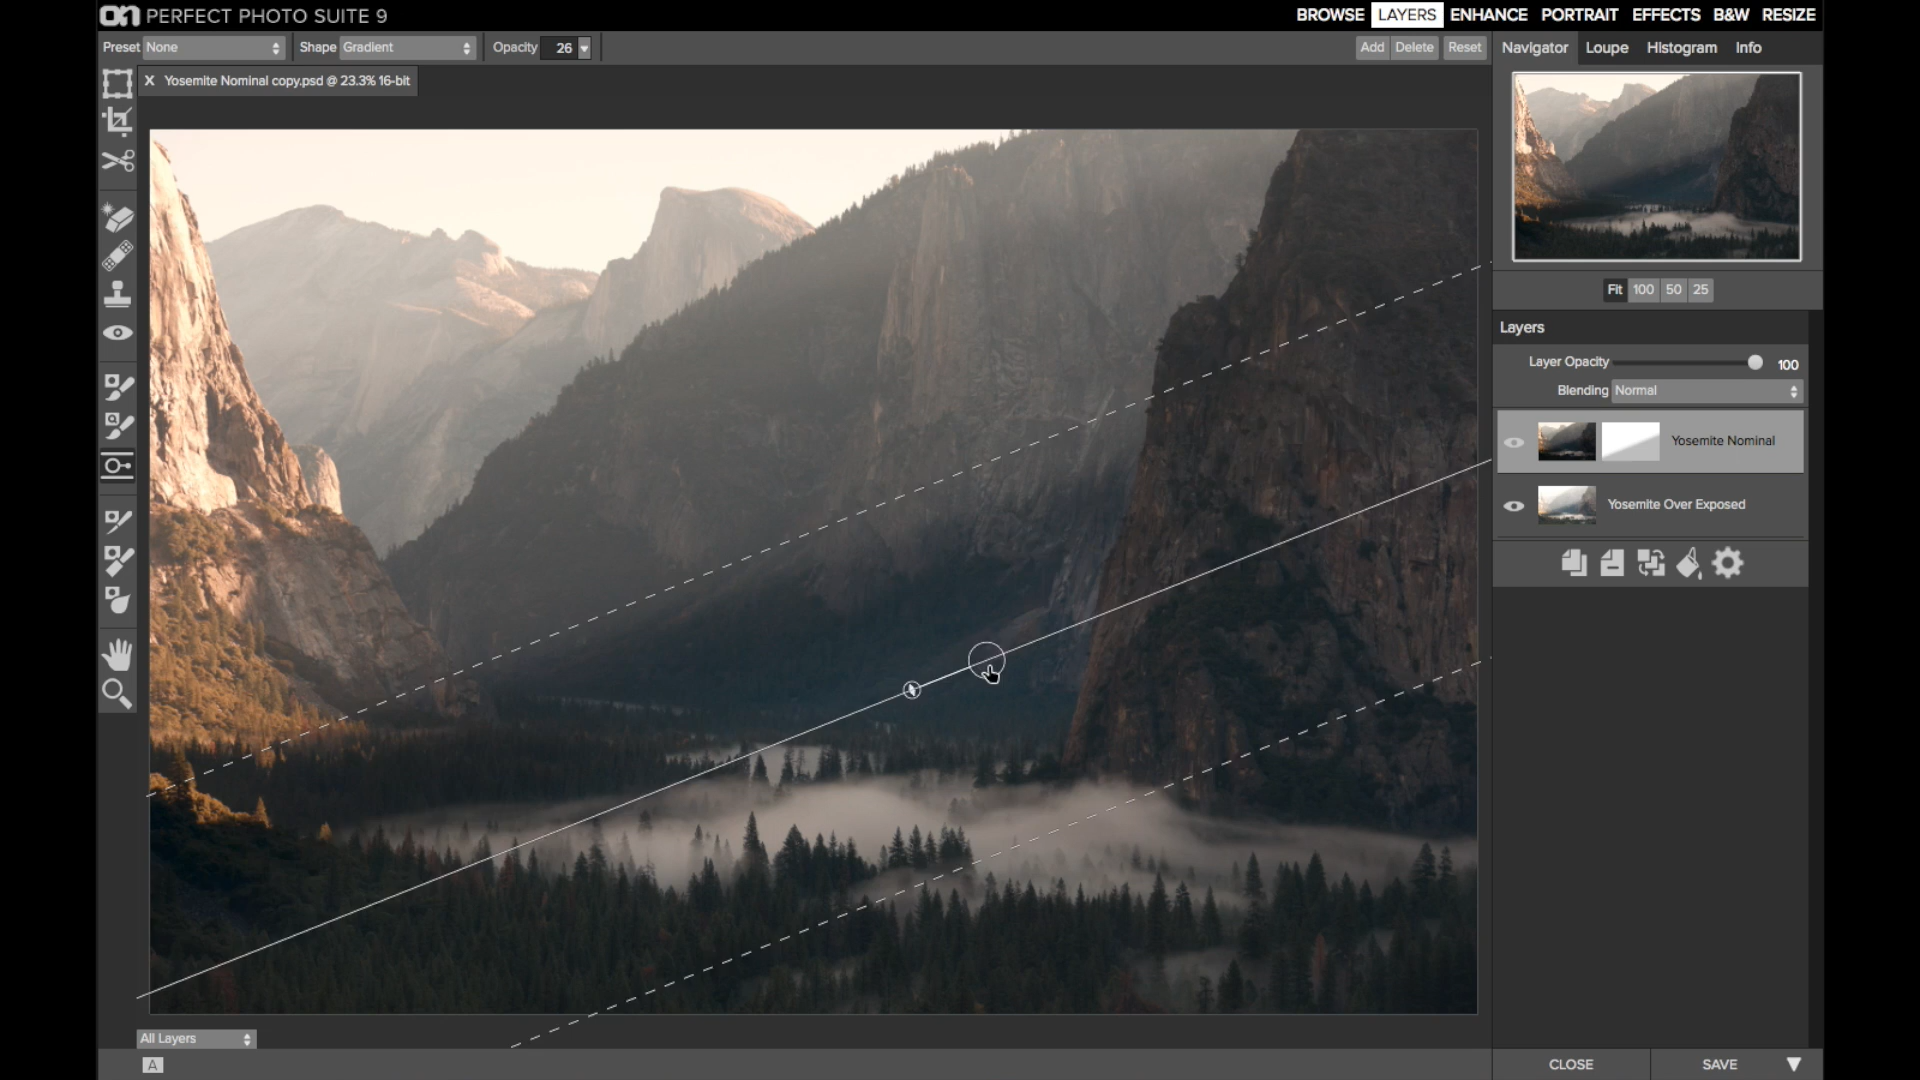 ON PERFECT PHOTO SUITE 9
BROWSE LAYERS ENHANCE PORTRAIT EFFECTS B&W RESIZE
Preset None Shape Gradient Opacity 26 Add Delete Reset
Navigator Loupe Histogram Info
X Yosemite Nominal copy.psd @ 23.3% 16-bit
Fit 100 50 25
Layers
Layer Opacity 100
Blending Normal
Yosemite Nominal
Yosemite Over Exposed
All Layers
A
CLOSE SAVE